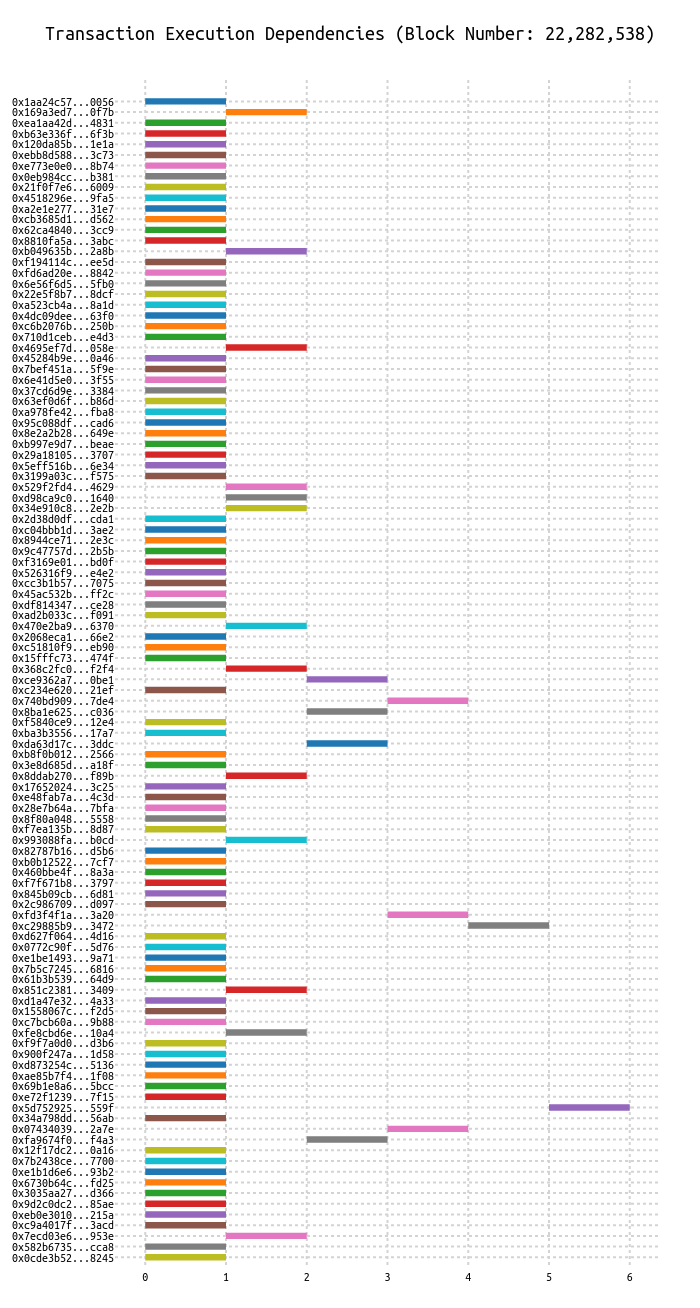 Transaction Execution Dependencies (Block Number: 22,282,538)
0x1aa24c57...0056
0x169a3ed7...0f7b
0xea1aa42d...4831
0xb63e336f...6f3b
0x120da85b...1e1a
0xebb8d588...3c73
0xe773e0e0...8b74
0x0eb984cc...b381
0x21f0f7e6...6009
0x4518296e...9fa5
0xa2e1e277...31e7
0xcb3685d1...d562
0x62ca4840...3cc9
0x8810fa5a...3abc
0xb049635b...2a8b
0xf194114c...ee5d
0xfd6ad20e...8842
0x6e56f6d5...5fb0
0x22e5f8b7...8dcf
0xa523cb4a...8a1d
0x4dc09dee...63f0
0xc6b2076b...250b
0x710d1ceb...e4d3
0x4695ef7d...058e
0x45284b9e...0a46
0x7bef451a...5f9e
0x6e41d5e0...3f55
0x37cd6d9e...3384
0x63ef0d6f...b86d
0xa978fe42...fba8
0x95c088df...cad6
0x8e2a2b28...649e
0xb997e9d7...beae
0x29a18105...3707
0x5eff516b...6e34
0x3199a03c...f575
0x529f2fd4...4629
0xd98ca9c0...1640
0x34e910c8...2e2b
0x2d38d0df...cda1
0xc04bbb1d...3ae2
0x8944ce71...2e3c
0x9c47757d...2b5b
0xf3169e01...bd0f
0x526316f9...e4e2
0xcc3b1b57...7075
0x45ac532b...ff2c
0xdf814347...ce28
0xad2b033c...f091
0x470e2ba9...6370
0x2068eca1...66e2
0xc51810f9...eb90
0x15fffc73...474f
0x368c2fc0...f2f4
0xce9362a7...0be1
0xc234e620...21ef
0x740bd909...7de4
0x8ba1e625...c036
0xf5840ce9...12e4
0xba3b3556...17a7
0xda63d17c...3ddc
0xb8f0b012...2566
0x3e8d685d...a18f
0x8ddab270...f89b
0x17652024...3c25
0xe48fab7a...4c3d
0x28e7b64a...7bfa
0x8f80a048...5558
0xf7ea135b...8d87
0x993088fa...b0cd
0x82787b16...d5b6
0xb0b12522...7cf7
0x460bbe4f...8a3a
0xf7f671b8...3797
0x845b09cb...6d81
0x2c986709...d097
0xfd3f4f1a...3a20
0xc29885b9...3472
0xd627f064...4d16
0x0772c90f...5d76
0xe1be1493...9a71
0x7b5c7245...6816
0x61b3b539...64d9
0x851c2381...3409
0xd1a47e32...4a33
0x1558067c...f2d5
0xc7bcb60a...9b88
0xfe8cbd6e...10a4
0xf9f7a0d0...d3b6
0x900f247a...1d58
0xd873254c...5136
0xae85b7f4...1f08
0x69b1e8a6...5bcc
0xe72f1239...7f15
0x5d752925...559f
0x34a798dd...56ab
0x07434039...2a7e
0xfa9674f0...f4a3
0x12f17dc2...0a16
0x7b2438ce...7700
0xe1b1d6e6...93b2
0x6730b64c...fd25
0x3035aa27...d366
0x9d2c0dc2...85ae
0xeb0e3010...215a
0xc9a4017f...3acd
0x7ecd03e6...953e
0x582b6735...cca8
0x0cde3b52...8245
0 1 2 3 4 5 6